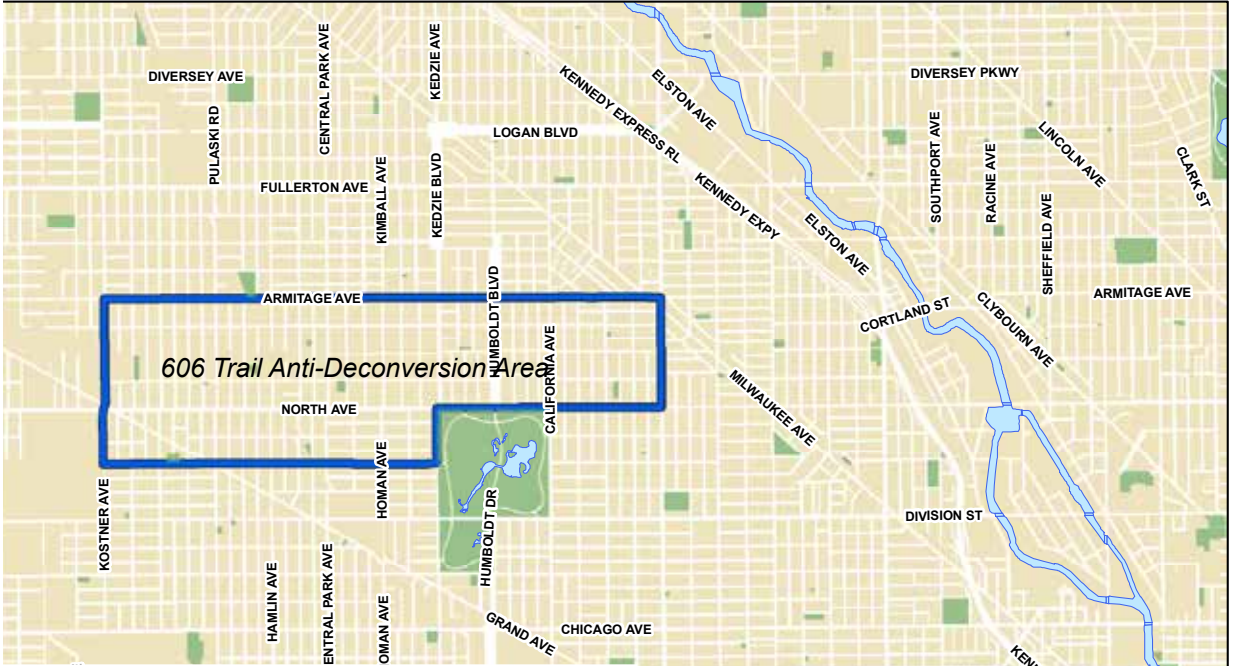 DIVERSEY AVE
PULASKI RD
CENTRAL PARK AVE
KEDZIE AVE
LOGAN BLVD
KENNEDY EXPRESS RL
ELSTON AVE
DIVERSEY PKWY
LINCOLN AVE
CLARK ST
SOUTHPORT AVE
RACINE AVE
SHEFFIELD AVE
FULLERTON AVE
KIMBALL AVE
KEDZIE BLVD
KENNEDY EXPY
ELSTON AVE
HUMBOLDT BLVD
ARMITAGE AVE
ARMITAGE AVE
CORTLAND ST
CLYBOURN AVE
606 Trail Anti-Deconversion Area
CALIFORNIA AVE
MILWAUKEE AVE
NORTH AVE
HOMAN AVE
KOSTNER AVE
HUMBOLDT DR
DIVISION ST
HAMLIN AVE
ENTRAL PARK AVE
OMAN AVE
GRAND AVE
CHICAGO AVE
KEN